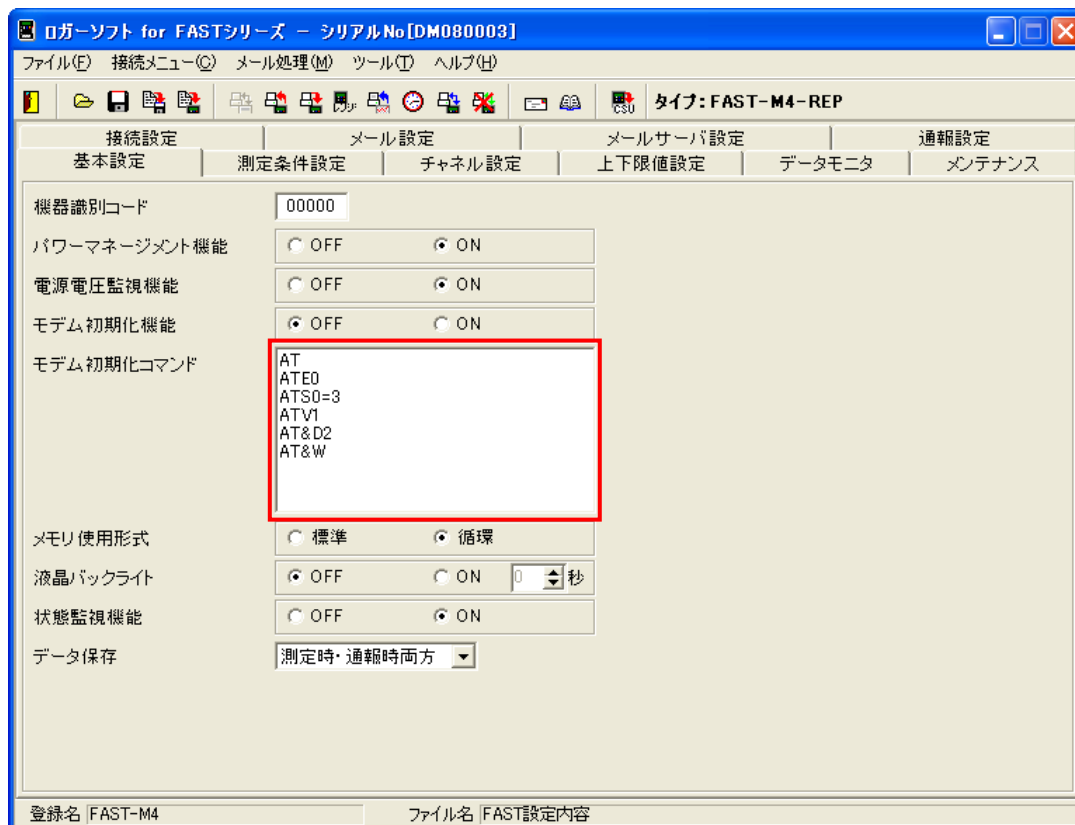 ロガーソフト for FASTシリーズ － シリアルNo[DM080003]
ファイル(F) 接続メニュー(C) メール処理(M) ツール(T) ヘルプ(H)
タイプ:FAST-M4-REP
接続設定 メール設定 メールサーバ設定 通報設定
基本設定 測定条件設定 チャネル設定 上下限値設定 データモニタ メンテナンス
機器識別コード 00000
パワーマネージメント機能 OFF ON
電源電圧監視機能 OFF ON
モデム初期化機能 OFF ON
モデム初期化コマンド
AT
ATE0
ATS0=3
ATV1
AT&D2
AT&W
メモリ使用形式 標準 循環
液晶バックライト OFF ON 0 秒
状態監視機能 OFF ON
データ保存 測定時・通報時両方
登録名 FAST-M4 ファイル名 FAST設定内容